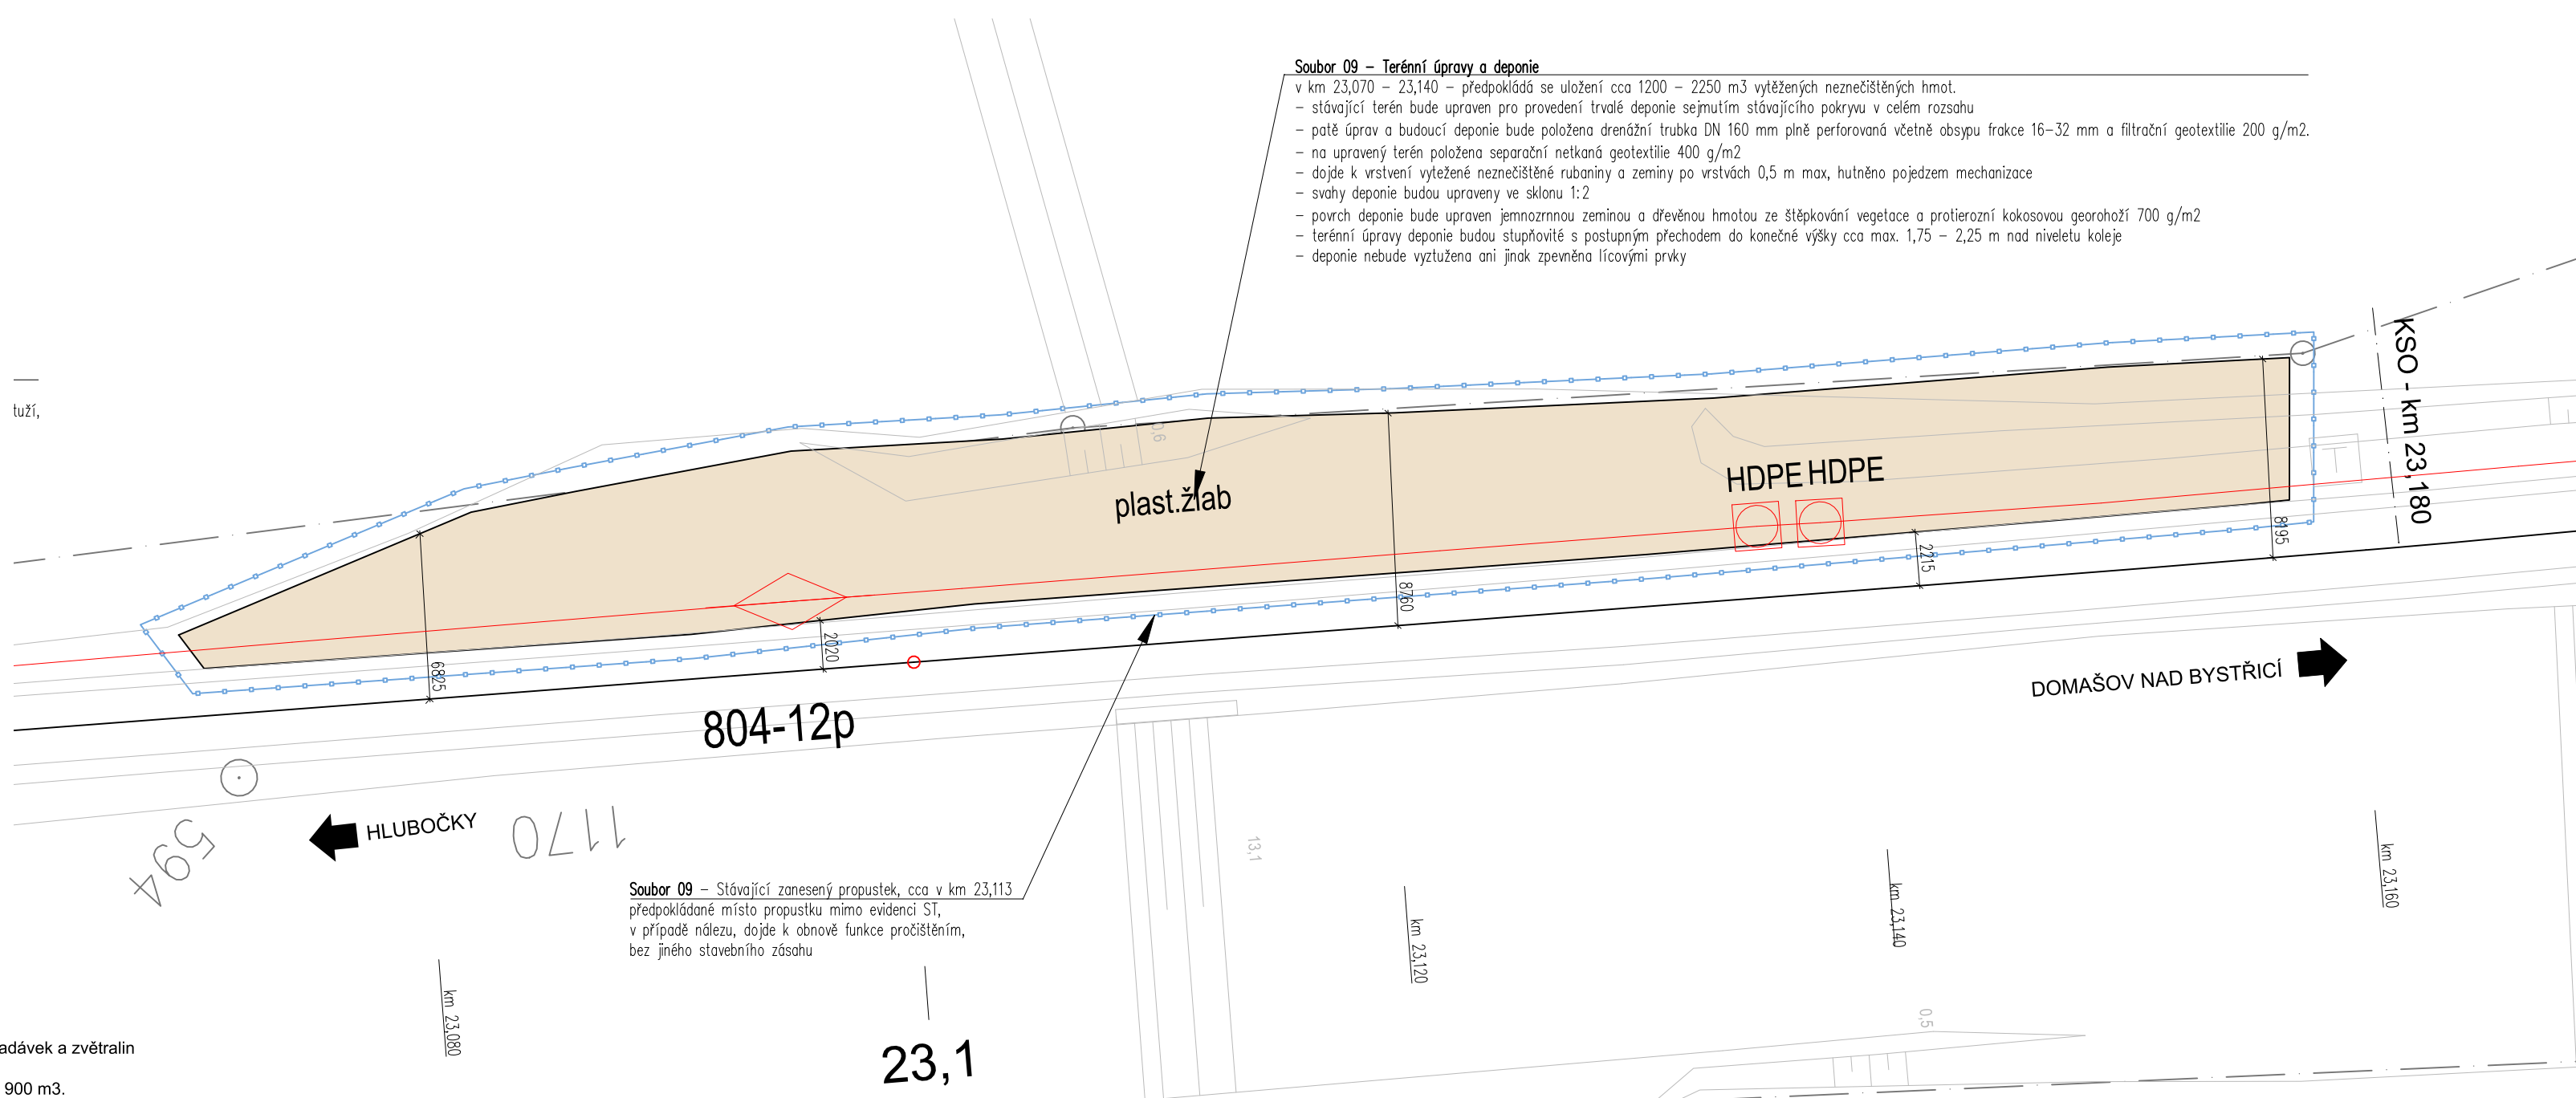 Soubor 09 – Terénní úpravy a deponie
v km 23,070 – 23,140 – předpokládá se uložení cca 1200 – 2250 m3 vytěžených neznečištěných hmot.
– stávající terén bude upraven pro provedení trvalé deponie sejmutím stávajícího pokryvu v celém rozsahu
– patě úprav a budoucí deponie bude položena drenážní trubka DN 160 mm plně perforovaná včetně obsypu frakce 16–32 mm a filtrační geotextilie 200 g/m2.
– na upravený terén položena separační netkaná geotextilie 400 g/m2
– dojde k vrstvení vytežené neznečištěné rubaniny a zeminy po vrstvách 0,5 m max, hutněno pojedzem mechanizace
– svahy deponie budou upraveny ve sklonu 1:2
– povrch deponie bude upraven jemnozrnnou zeminou a dřevěnou hmotou ze štěpkování vegetace a protierozní kokosovou georohoží 700 g/m2
– terénní úpravy deponie budou stupňovité s postupným přechodem do konečné výšky cca max. 1,75 – 2,25 m nad niveletu koleje
– deponie nebude vyztužena ani jinak zpevněna lícovými prvky
tuží,
KSO - km 23,180
0,6
plast.žlab
HDPE HDPE
6825
2020
8760
2215
8195
804-12p
DOMAŠOV NAD BYSTŘICÍ
HLUBOČKY
594
1170
13,1
Soubor 09 – Stávající zanesený propustek, cca v km 23,113
předpokládané místo propustku mimo evidenci ST,
v případě nálezu, dojde k obnově funkce pročištěním,
bez jiného stavebního zásahu
km 23,080
23,1
km 23,120
km 23,140
km 23,160
0,5
T
adávek a zvětralin
900 m3.